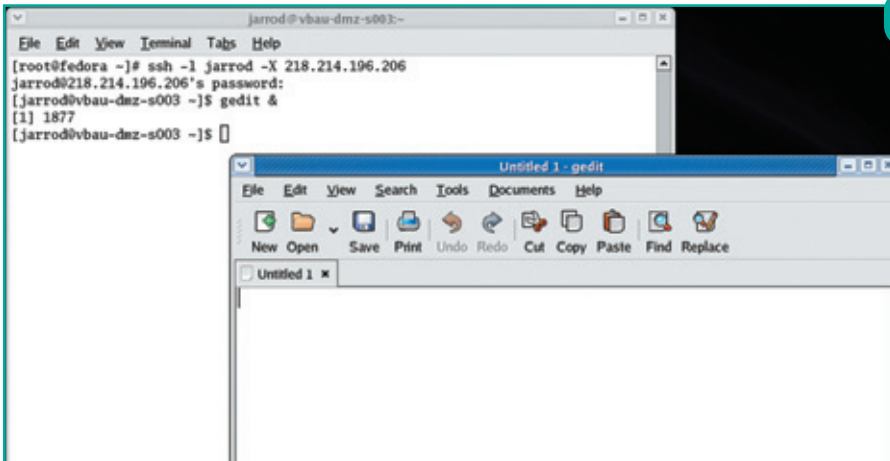 jarrod@vbau-dmz-s003:~
File Edit View Terminal Tabs Help
[root@fedora ~]# ssh -l jarrod -X 218.214.196.206
jarrod@218.214.196.206's password:
[jarrod@vbau-dmz-s003 ~]$ gedit &
[1] 1877
[jarrod@vbau-dmz-s003 ~]$
Untitled 1 - gedit
File Edit View Search Tools Documents Help
New Open Save Print Undo Redo Cut Copy Paste Find Replace
Untitled 1